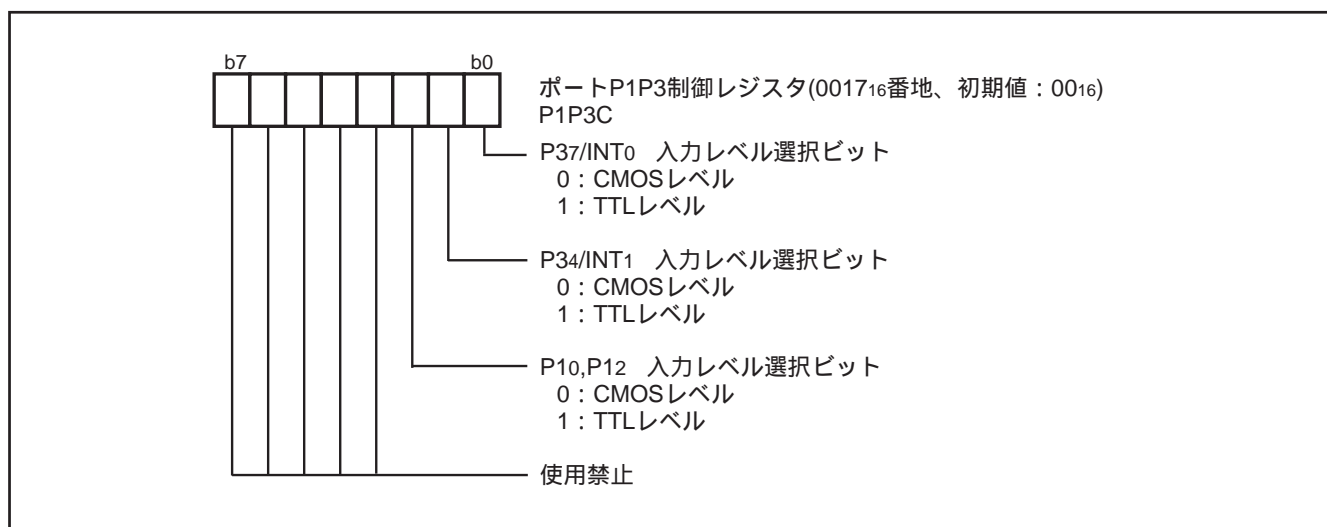 b7 b0
ポートP1P3制御レジスタ(001716番地、初期値：0016)
P1P3C
P37/INT0 入力レベル選択ビット
0：CMOSレベル
1：TTLレベル
P34/INT1 入力レベル選択ビット
0：CMOSレベル
1：TTLレベル
P10,P12 入力レベル選択ビット
0：CMOSレベル
1：TTLレベル
使用禁止